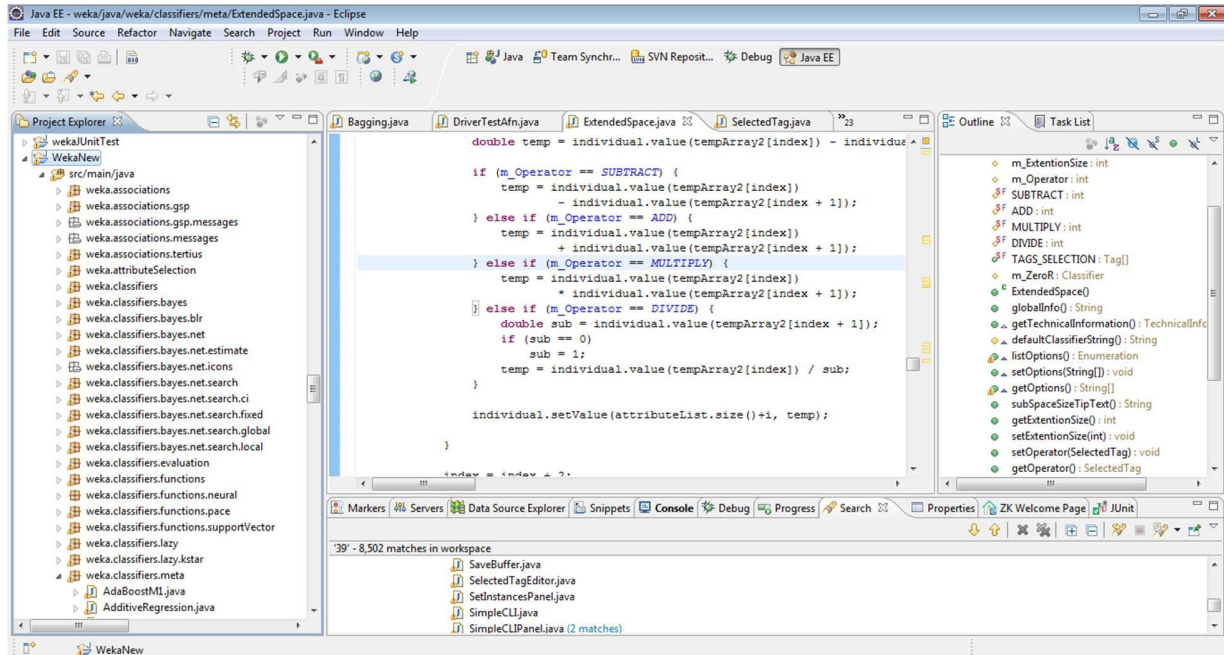 Java EE - weka/java/weka/classifiers/meta/ExtendedSpace.java - Eclipse
File Edit Source Refactor Navigate Search Project Run Window Help
Java Team Synchr... SVN Reposit... Debug Java EE
Project Explorer
wekaJUnitTest
WekaNew
src/main/java
weka.associations
weka.associations.gsp
weka.associations.gsp.messages
weka.associations.messages
weka.associations.tertius
weka.attributeSelection
weka.classifiers
weka.classifiers.bayes
weka.classifiers.bayes.blr
weka.classifiers.bayes.net
weka.classifiers.bayes.net.estimate
weka.classifiers.bayes.net.icons
weka.classifiers.bayes.net.search
weka.classifiers.bayes.net.search.ci
weka.classifiers.bayes.net.search.fixed
weka.classifiers.bayes.net.search.global
weka.classifiers.bayes.net.search.local
weka.classifiers.evaluation
weka.classifiers.functions
weka.classifiers.functions.neural
weka.classifiers.functions.pace
weka.classifiers.functions.supportVector
weka.classifiers.lazy
weka.classifiers.lazy.kstar
weka.classifiers.meta
AdaBoostM1.java
AdditiveRegression.java
Bagging.java DriverTestAfn.java ExtendedSpace.java SelectedTag.java »23
double temp = individual.value(tempArray2[index]) - individua
if (m_Operator == SUBTRACT) {
temp = individual.value(tempArray2[index])
- individual.value(tempArray2[index + 1]);
} else if (m_Operator == ADD) {
temp = individual.value(tempArray2[index])
+ individual.value(tempArray2[index + 1]);
} else if (m_Operator == MULTIPLY) {
temp = individual.value(tempArray2[index])
* individual.value(tempArray2[index + 1]);
} else if (m_Operator == DIVIDE) {
double sub = individual.value(tempArray2[index + 1]);
if (sub == 0)
sub = 1;
temp = individual.value(tempArray2[index]) / sub;
}
individual.setValue(attributeList.size()+i, temp);
}
index = index + 2;
Outline Task List
m_ExtentionSize : int
m_Operator : int
SUBTRACT : int
ADD : int
MULTIPLY : int
DIVIDE : int
TAGS_SELECTION : Tag[]
m_ZeroR : Classifier
ExtendedSpace()
globalInfo() : String
getTechnicalInformation() : TechnicalInfc
defaultClassifierString() : String
listOptions() : Enumeration
setOptions(String[]) : void
getOptions() : String[]
subSpaceSizeTipText() : String
getExtentionSize() : int
setExtentionSize(int) : void
setOperator(SelectedTag) : void
getOperator() : SelectedTag
Markers Servers Data Source Explorer Snippets Console Debug Progress Search Properties ZK Welcome Page JUnit
'39' - 8,502 matches in workspace
SaveBuffer.java
SelectedTagEditor.java
SetInstancesPanel.java
SimpleCLI.java
SimpleCLIPanel.java (2 matches)
WekaNew